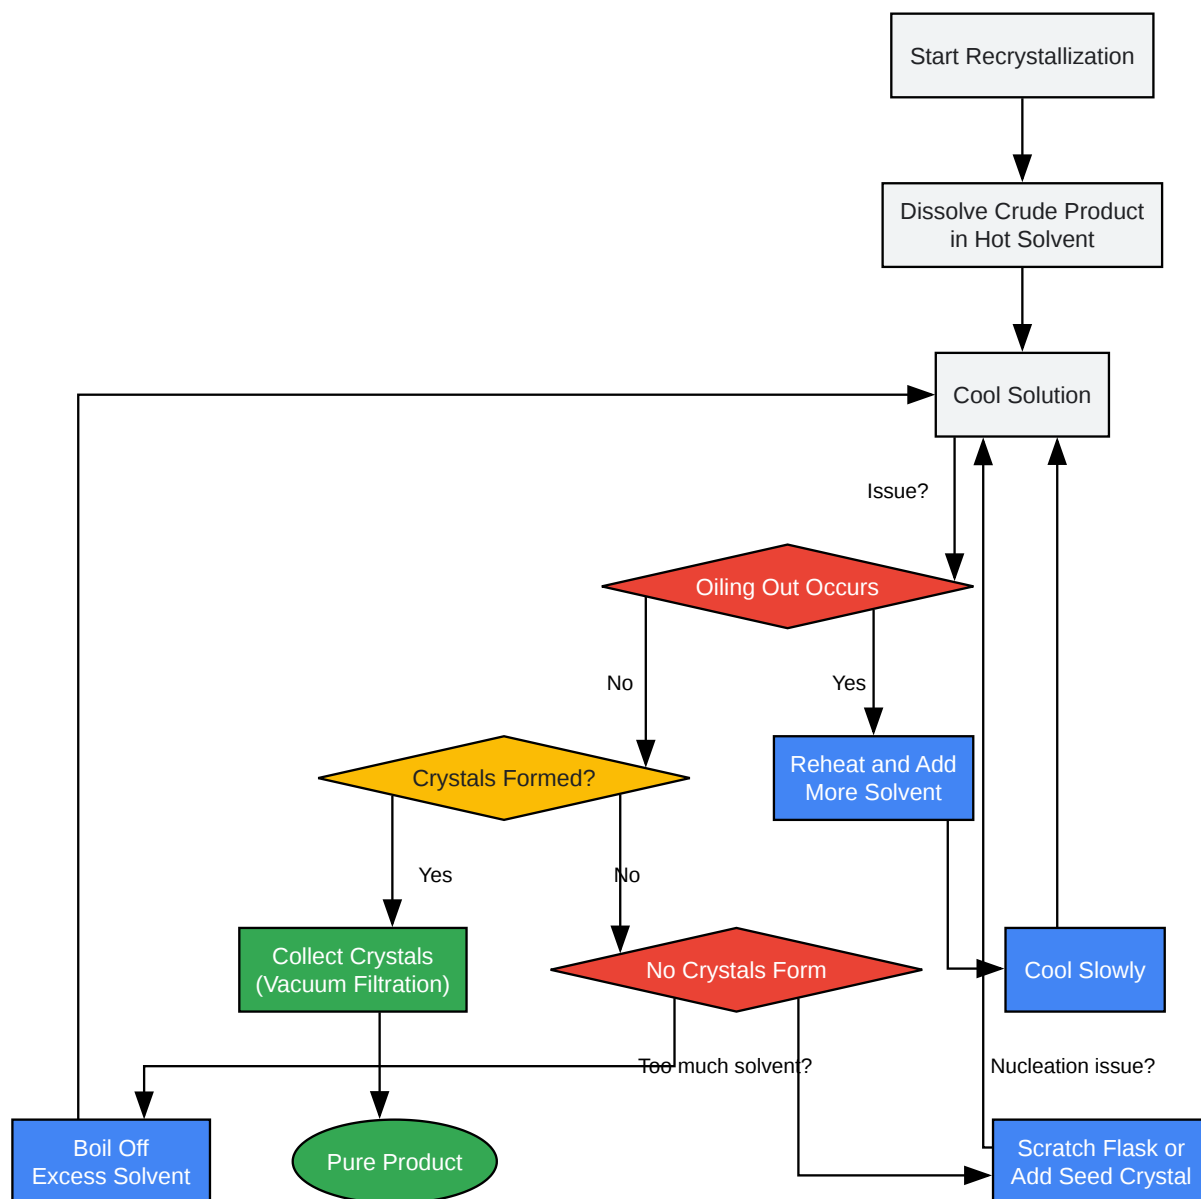 Start Recrystallization
Dissolve Crude Product
in Hot Solvent
Cool Solution
Issue?
Oiling Out Occurs
No
Yes
Crystals Formed?
Reheat and Add
More Solvent
Yes
No
Collect Crystals
(Vacuum Filtration)
No Crystals Form
Cool Slowly
Too much solvent?
Nucleation issue?
Boil Off
Excess Solvent
Pure Product
Scratch Flask or
Add Seed Crystal